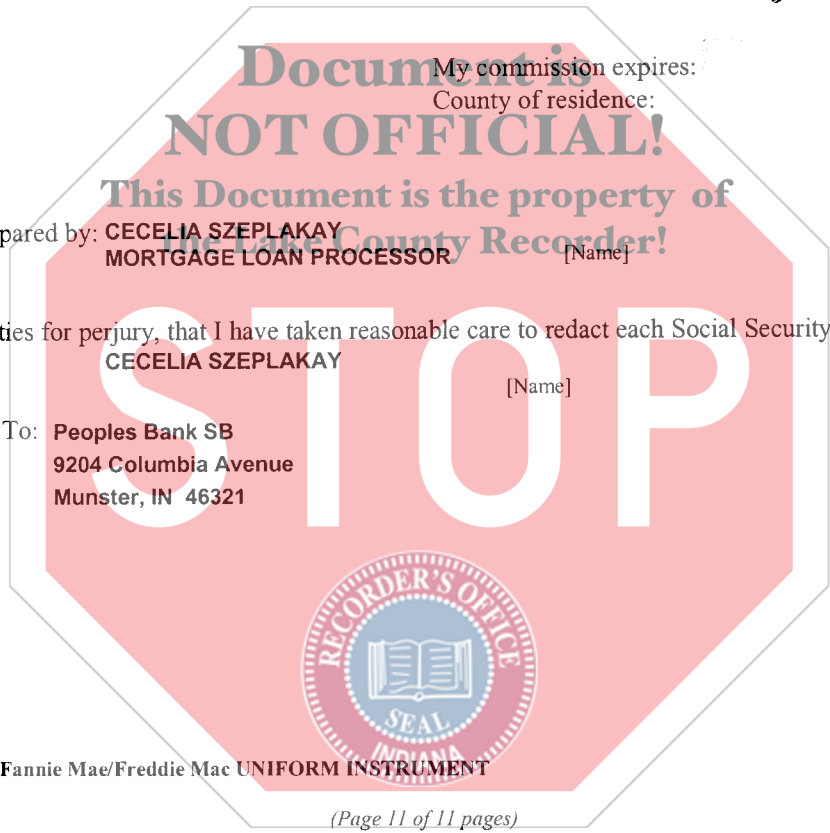 Document is
My commission expires:
County of residence:
NOT OFFICIAL!
This Document is the property of
the Lake County Recorder!
pared by: CECELIA SZEPLAKAY
MORTGAGE LOAN PROCESSOR [Name]
ties for perjury, that I have taken reasonable care to redact each Social Security
CECELIA SZEPLAKAY
[Name]
STOP
To: Peoples Bank SB
9204 Columbia Avenue
Munster, IN 46321
RECORDER'S OFFICE
SEAL
INDIANA
Fannie Mae/Freddie Mac UNIFORM INSTRUMENT
(Page 11 of 11 pages)